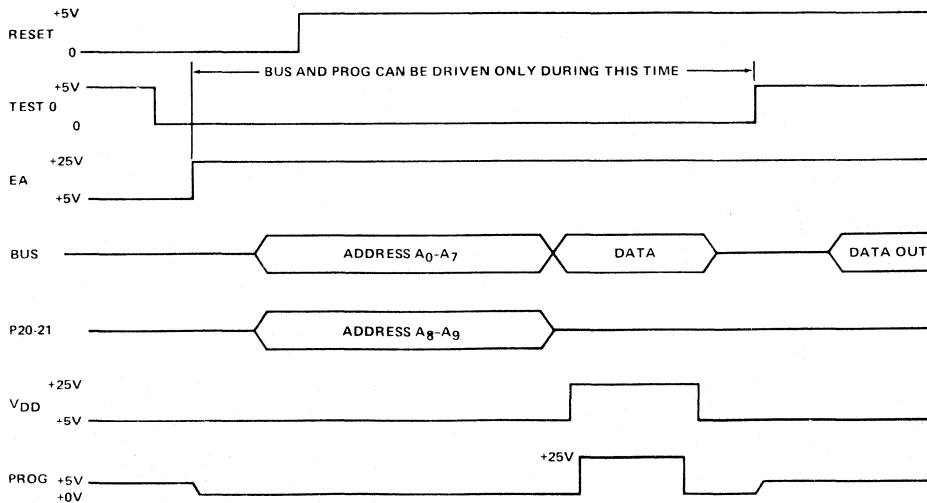 +5V
RESET
0
BUS AND PROG CAN BE DRIVEN ONLY DURING THIS TIME
+5V
TEST 0
0
+25V
EA
+5V
BUS ADDRESS A0-A7 DATA DATA OUT
P20-21 ADDRESS A8-A9
+25V
VDD
+5V
+25V
PROG +5V
+0V